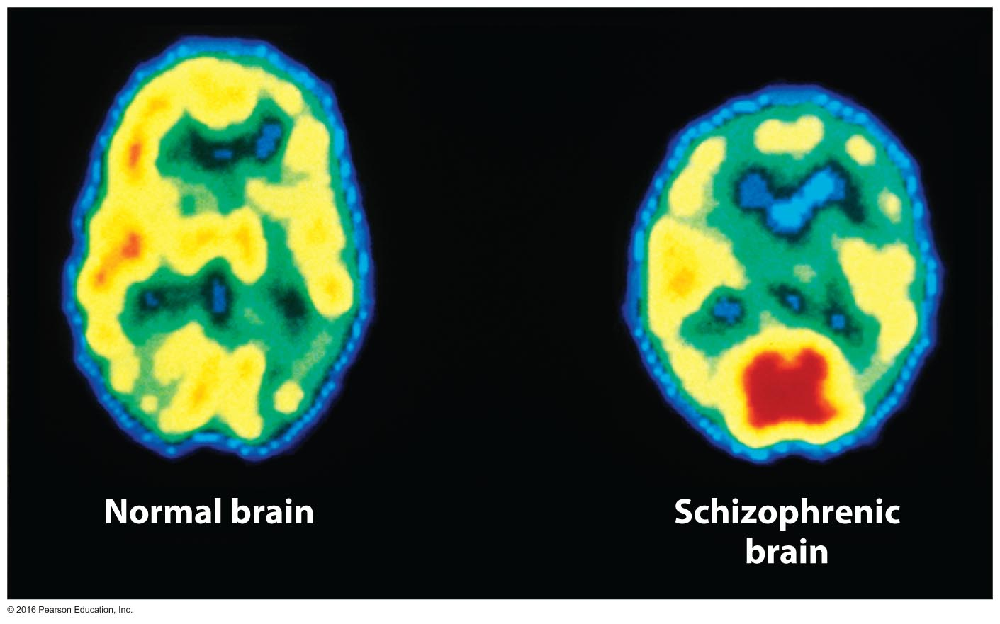 Normal brain
Schizophrenic
brain
© 2016 Pearson Education, Inc.